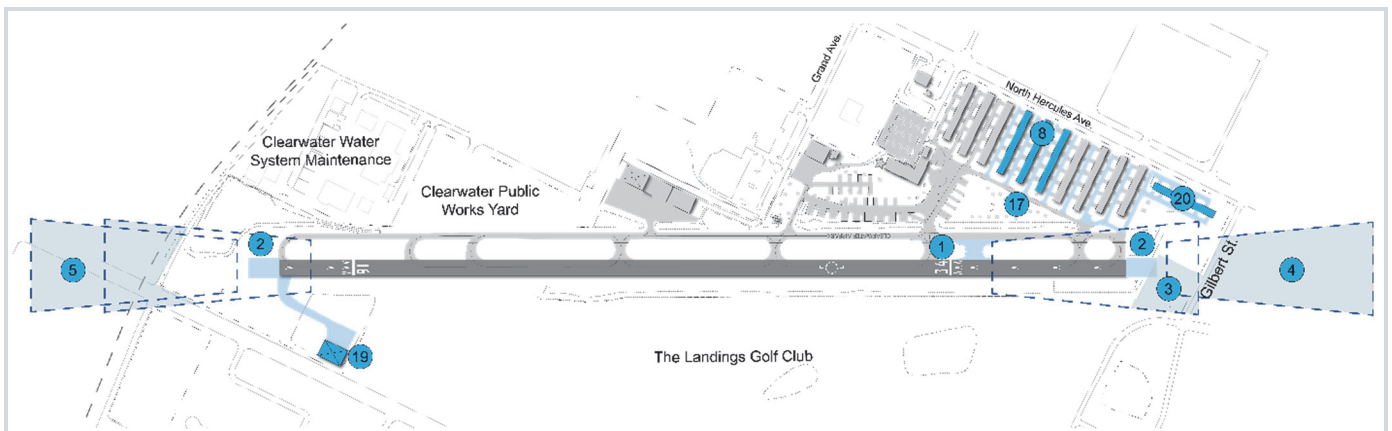 Grand Ave.
North Hercules Ave.
8
Clearwater Water
System Maintenance
Clearwater Public
Works Yard
20
17
2
1
2
Gilbert St.
5
16
34
4
3
19
The Landings Golf Club